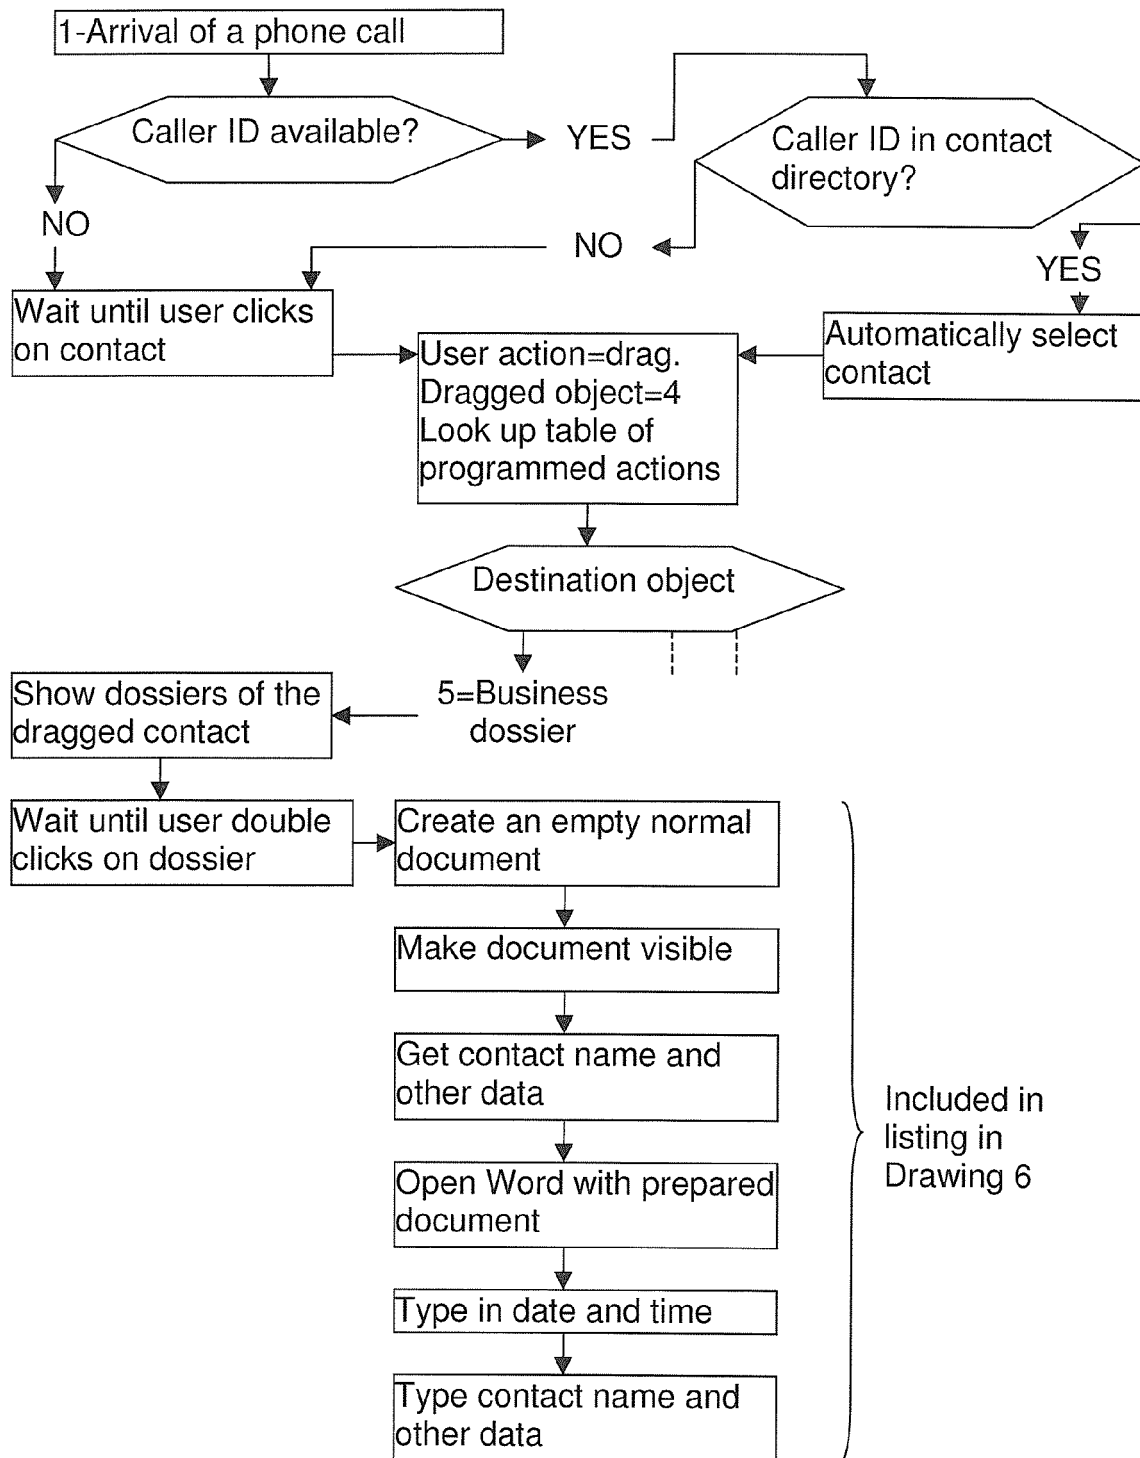 1-Arrival of a phone call
Caller ID available?
YES
Caller ID in contact
directory?
NO
NO
YES
Wait until user clicks
on contact
User action=drag.
Dragged object=4
Look up table of
programmed actions
Automatically select
contact
Destination object
5=Business
dossier
Show dossiers of the
dragged contact
Wait until user double
clicks on dossier
Create an empty normal
document
Make document visible
Get contact name and
other data
Open Word with prepared
document
Type in date and time
Type contact name and
other data
Included in
listing in
Drawing 6